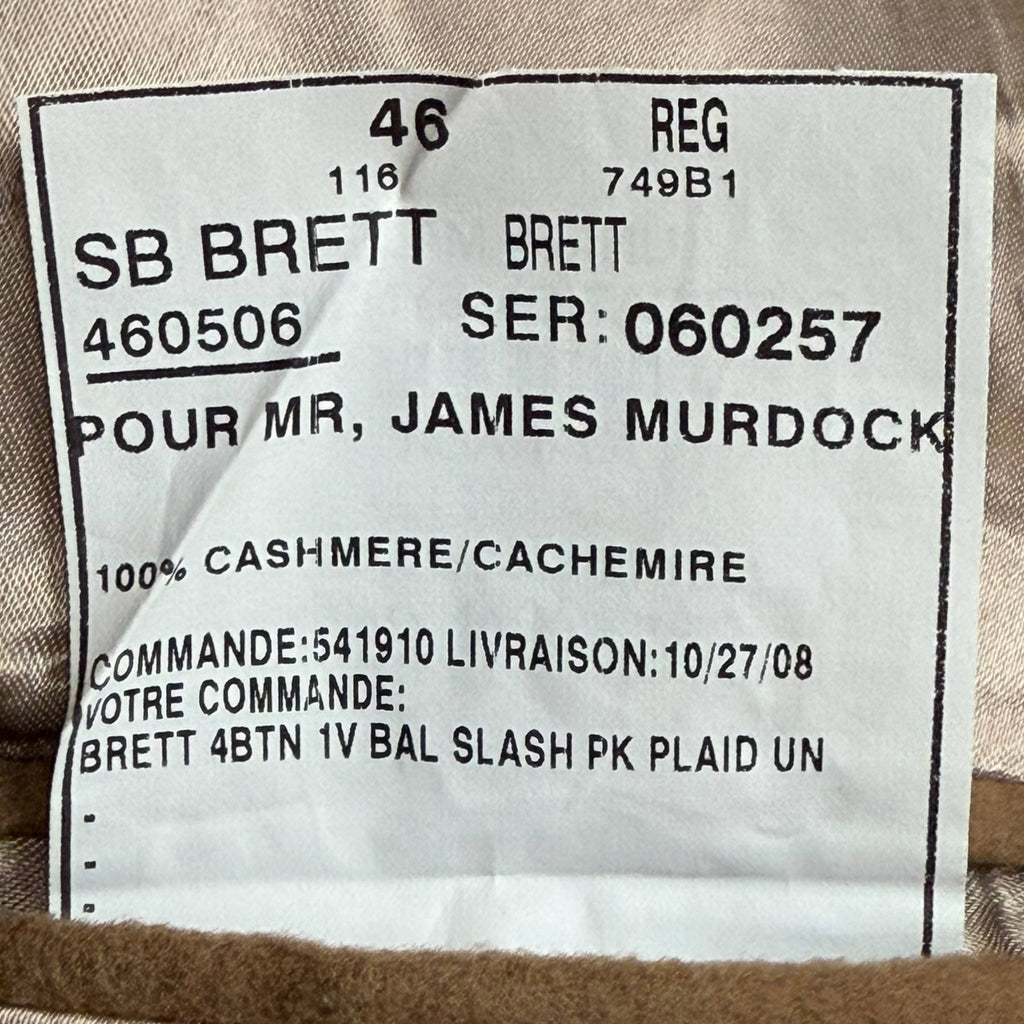 46 REG
116 749B1
SB BRETT BRETT
460506 SER: 060257
POUR MR, JAMES MURDOCK
100% CASHMERE/CACHEMIRE
COMMANDE:541910 LIVRAISON:10/27/08
VOTRE COMMANDE:
BRETT 4BTN 1V BAL SLASH PK PLAID UN
-
-
-